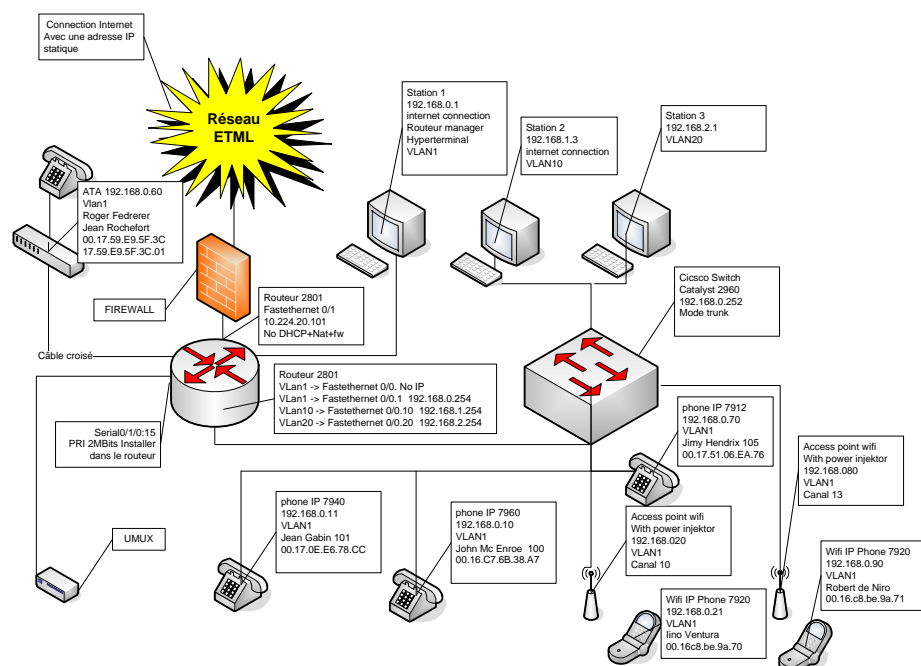 Connection Internet
Avec une adresse IP
statique
Réseau
ETML
Station 1
192.168.0.1
internet connection
Routeur manager
Hyperterminal
VLAN1
Station 2
192.168.1.3
internet connection
VLAN10
Station 3
192.168.2.1
VLAN20
ATA 192.168.0.60
Vlan1
Roger Fedrerer
Jean Rochefort
00.17.59.E9.5F.3C
17.59.E9.5F.3C.01
FIREWALL
Routeur 2801
Fastethernet 0/1
10.224.20.101
No DHCP+Nat+fw
Cicsco Switch
Catalyst 2960
192.168.0.252
Mode trunk
Câble croisé
Routeur 2801
VLan1 -> Fastethernet 0/0. No IP
VLan1 -> Fastethernet 0/0.1 192.168.0.254
VLan10 -> Fastethernet 0/0.10 192.168.1.254
VLan20 -> Fastethernet 0/0.20 192.168.2.254
Serial0/1/0:15
PRI 2MBits Installer
dans le routeur
phone IP 7912
192.168.0.70
VLAN1
Jimy Hendrix 105
00.17.51.06.EA.76
Access point wifi
With power injektor
192.168.080
VLAN1
Canal 13
UMUX
phone IP 7940
192.168.0.11
VLAN1
Jean Gabin 101
00.17.0E.E6.78.CC
phone IP 7960
192.168.0.10
VLAN1
John Mc Enroe 100
00.16.C7.6B.38.A7
Access point wifi
With power injektor
192.168.020
VLAN1
Canal 10
Wifi IP Phone 7920
192.168.0.21
VLAN1
lino Ventura
00.16c8.be.9a.70
Wifi IP Phone 7920
192.168.0.90
VLAN1
Robert de Niro
00.16.c8.be.9a.71